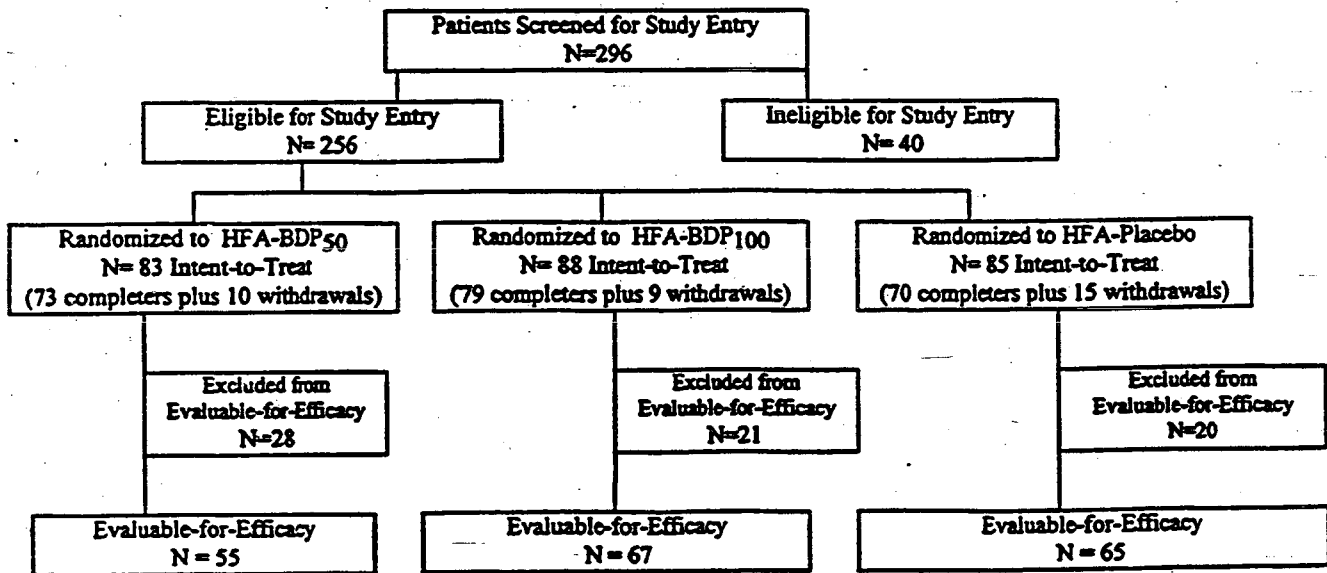 Patients Screened for Study Entry
N=296
Eligible for Study Entry
N= 256
Ineligible for Study Entry
N= 40
Randomized to HFA-BDP50
N= 83 Intent-to-Treat
(73 completers plus 10 withdrawals)
Randomized to HFA-BDP100
N= 88 Intent-to-Treat
(79 completers plus 9 withdrawals)
Randomized to HFA-Placebo
N= 85 Intent-to-Treat
(70 completers plus 15 withdrawals)
Excluded from
Evaluable-for-Efficacy
N=28
Excluded from
Evaluable-for-Efficacy
N=21
Excluded from
Evaluable-for-Efficacy
N=20
Evaluable-for-Efficacy
N = 55
Evaluable-for-Efficacy
N = 67
Evaluable-for-Efficacy
N = 65